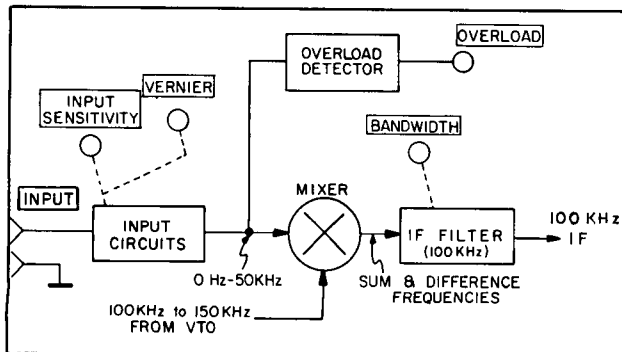 OVERLOAD
OVERLOAD
DETECTOR
VERNIER
INPUT
SENSITIVITY
BANDWIDTH
MIXER
INPUT
INPUT
CIRCUITS
IF FILTER
(100KHz)
100 KHz
IF
0 Hz-50KHz
SUM & DIFFERENCE
FREQUENCIES
100KHz to 150KHz
FROM VTO